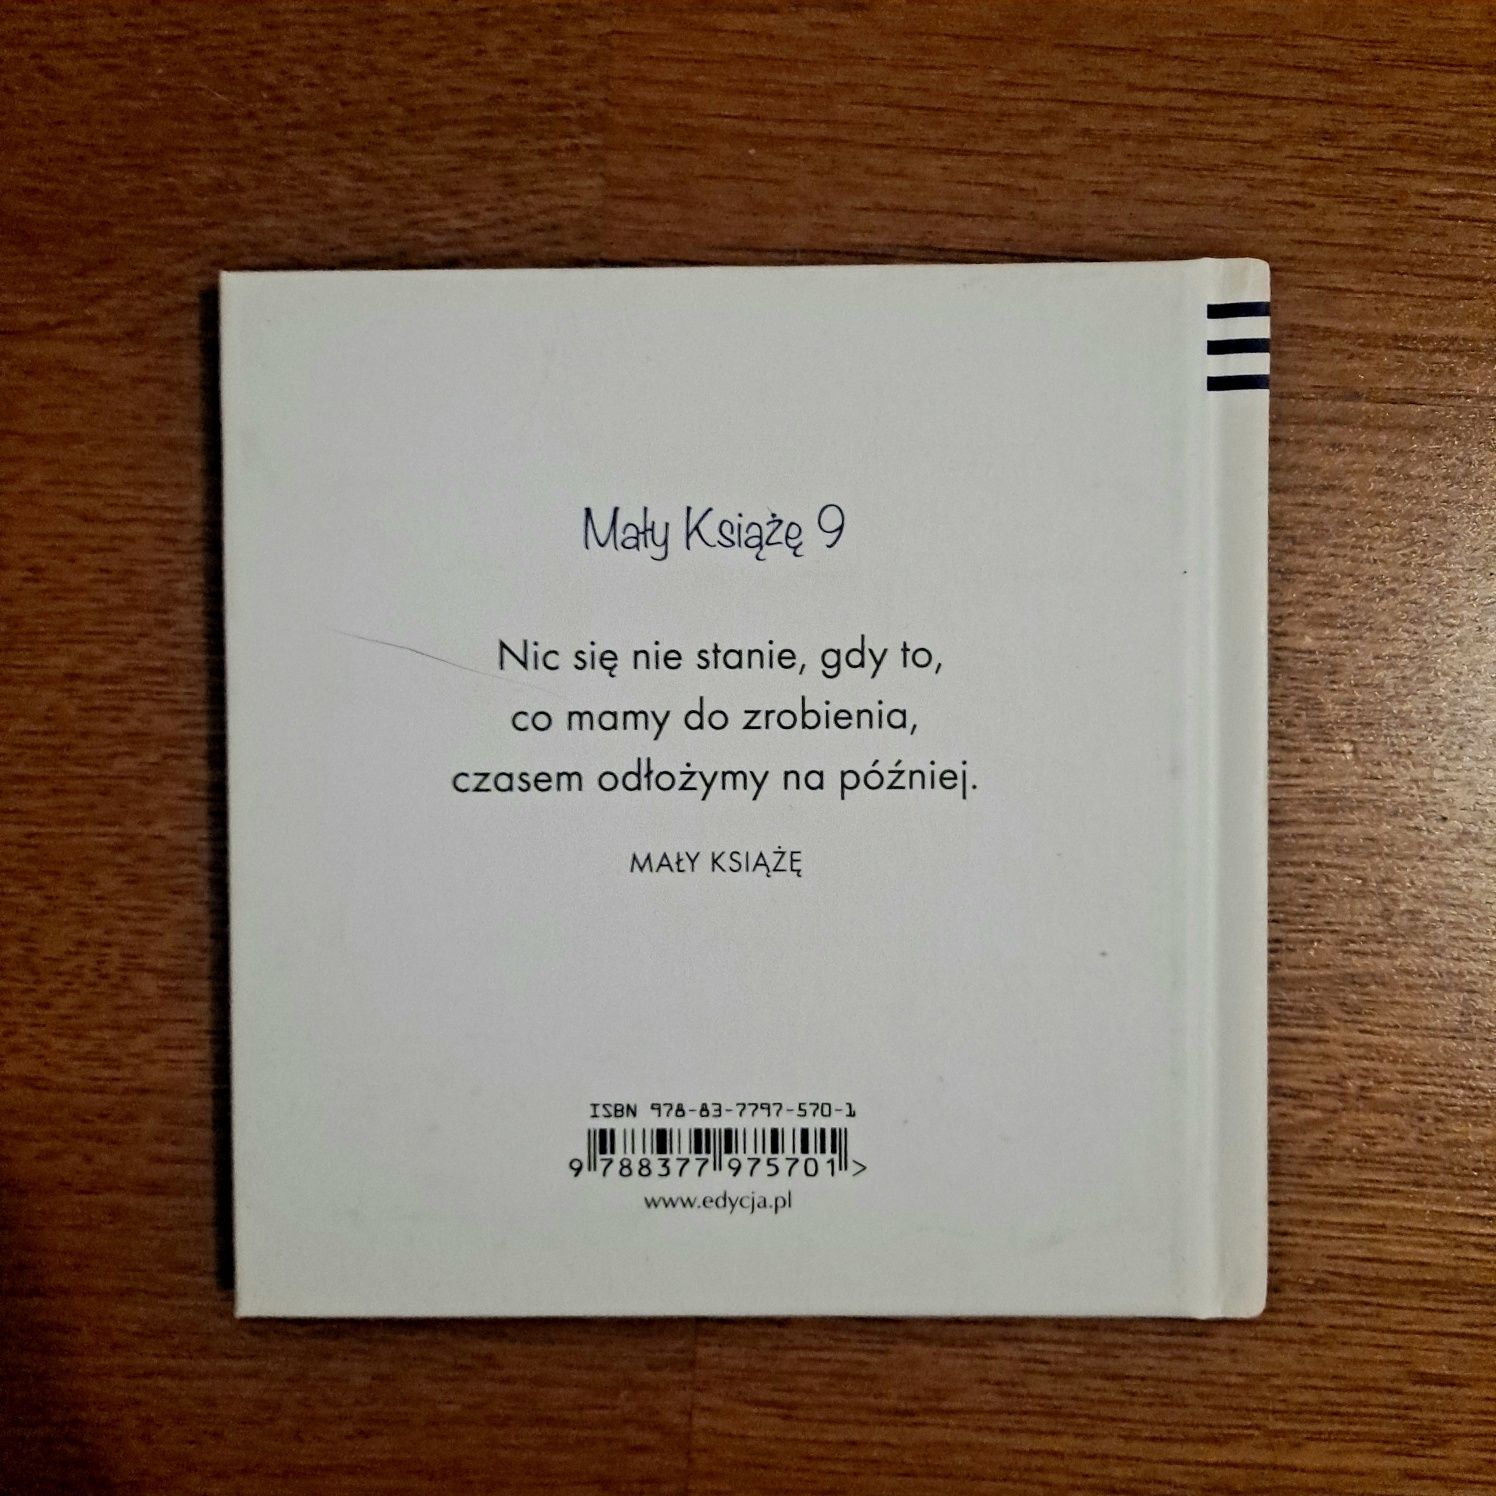 Mały Książę 9
Nic się nie stanie, gdy to,
co mamy do zrobienia,
czasem odłożymy na później.
MAŁY KSIĄŻĘ
ISBN 978-83-7797-570-1
9 788377 975701 >
www.edycja.pl